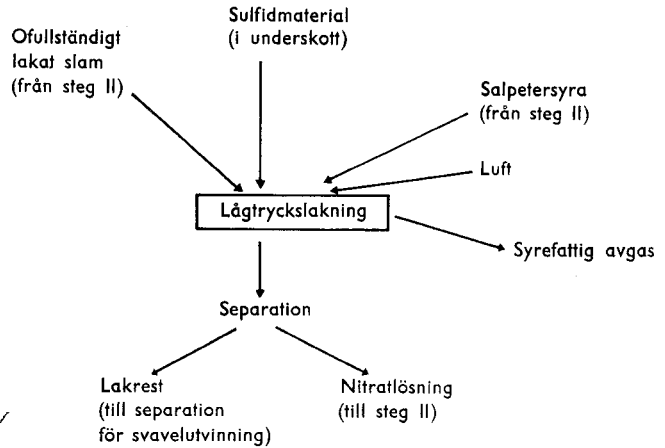 Sulfidmaterial
(i underskott)
Ofullständigt
lakat slam
(från steg II)
Salpetersyra
(från steg II)
Luft
Lågtryckslakning
Syrefattig avgas
Separation
Lakrest
(till separation
för svavelutvinning)
Nitratlösning
(till steg II)